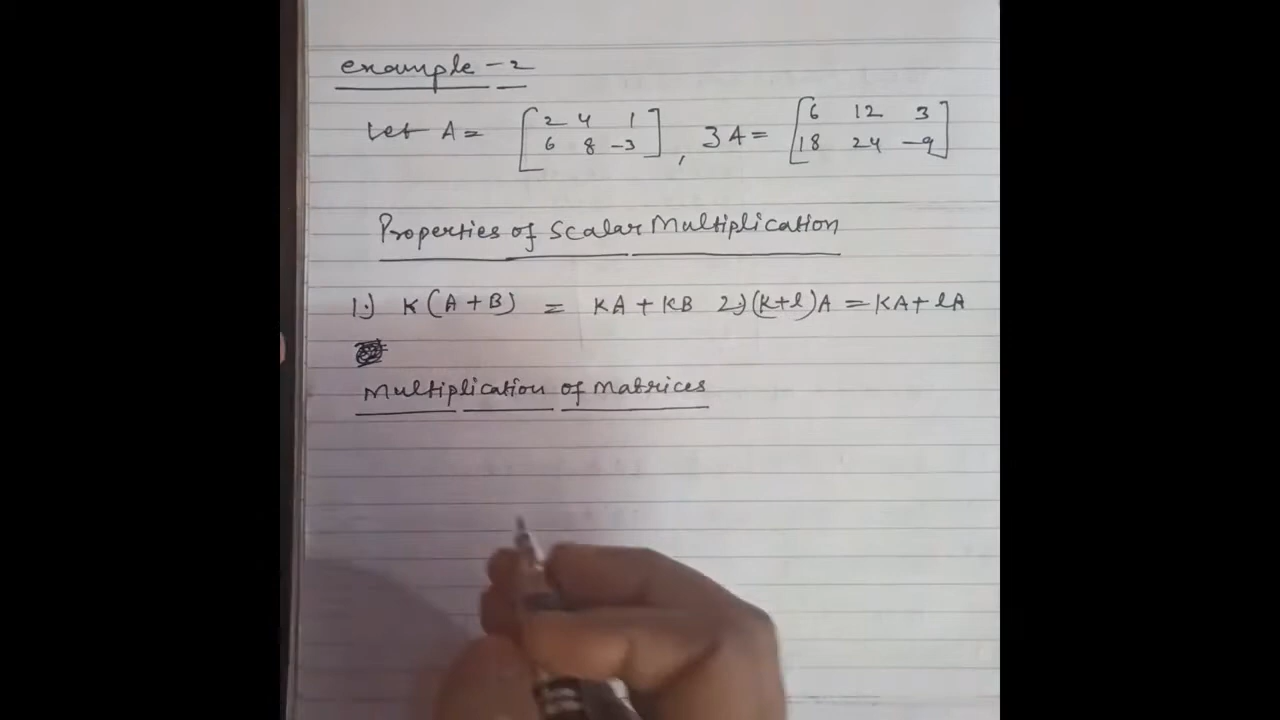 example-2
Let A = [2 4 1
6 8 -3], 3A = [6 12 3
18 24 -9]
Properties of Scalar Multiplication
1.) K(A+B) = KA+KB 2.) (K+l)A = KA+lA
Multiplication of Matrices